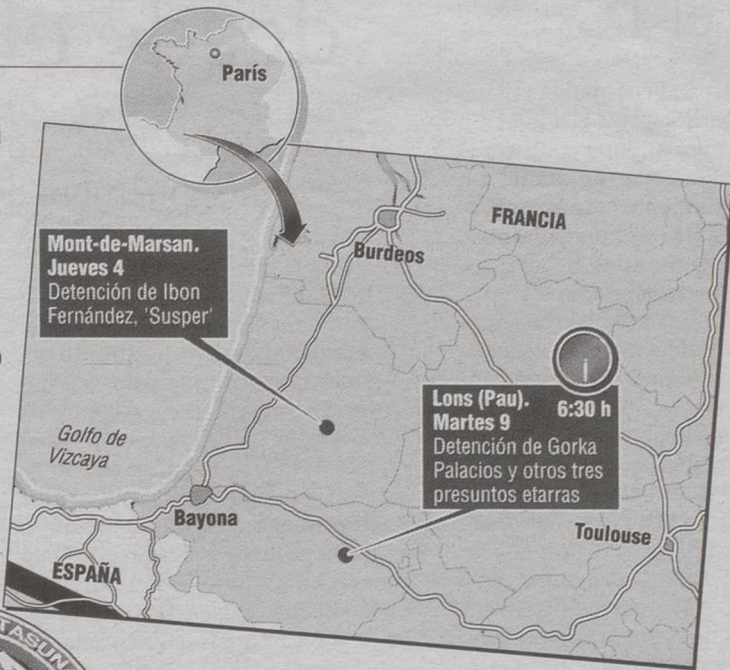 París
FRANCIA
Mont-de-Marsan.
Jueves 4
Detención de Ibon
Fernández, 'Susper'
Burdeos
Lons (Pau). 6:30 h
Martes 9
Detención de Gorka
Palacios y otros tres
presuntos etarras
Golfo de
Vizcaya
Bayona
Toulouse
ESPAÑA
TASUN